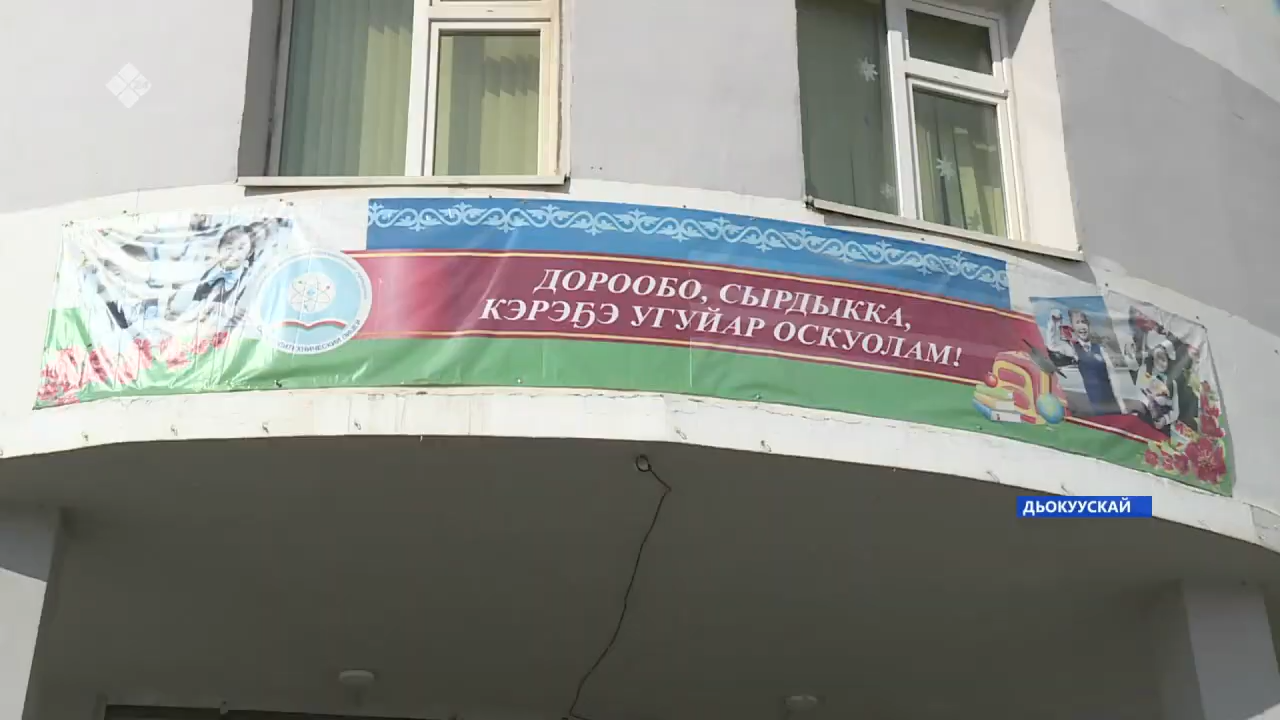 ДОРООБО, СЫРДЫККА,
КЭРЭҔЭ УГУЙАР ОСКУОЛАМ!
ДЬОКУУСКАЙ